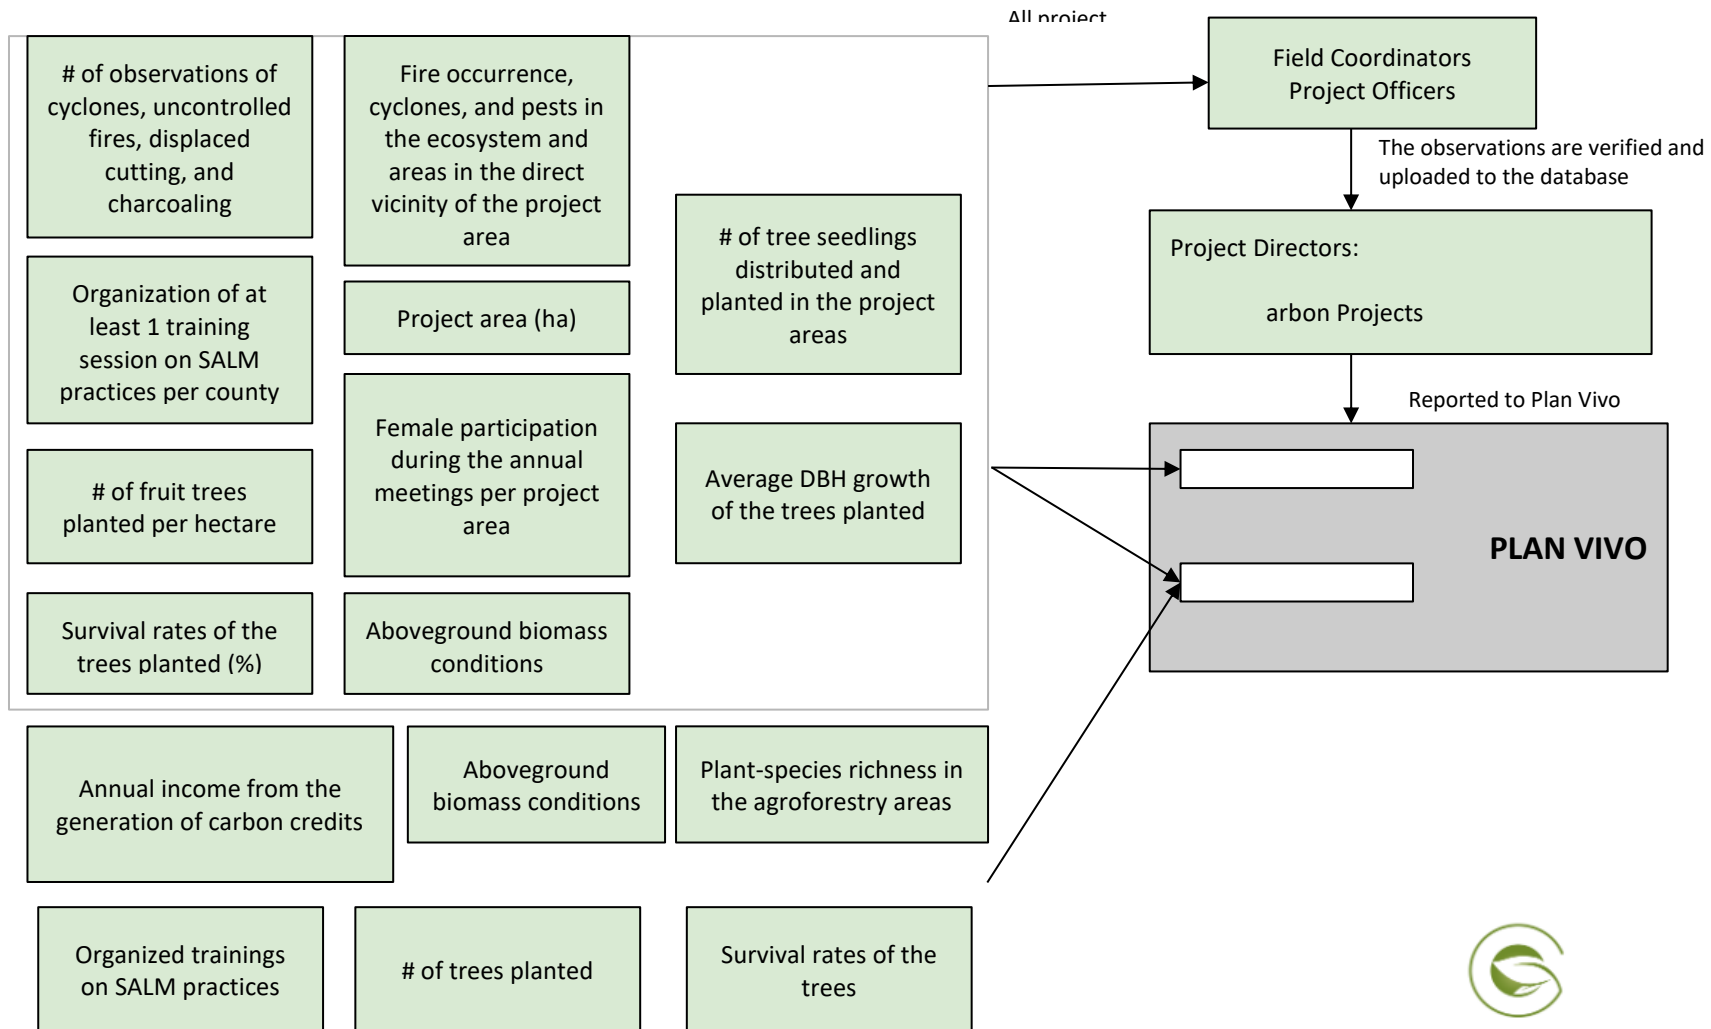 All project
# of observations of
cyclones, uncontrolled
fires, displaced
cutting, and
charcoaling
Fire occurrence,
cyclones, and pests in
the ecosystem and
areas in the direct
vicinity of the project
area
# of tree seedlings
distributed and
planted in the project
areas
Organization of at
least 1 training
session on SALM
practices per county
Project area (ha)
Female participation
during the annual
meetings per project
area
Average DBH growth
of the trees planted
# of fruit trees
planted per hectare
Survival rates of the
trees planted (%)
Aboveground biomass
conditions
Annual income from the
generation of carbon credits
Aboveground
biomass conditions
Plant-species richness in
the agroforestry areas
Organized trainings
on SALM practices
# of trees planted
Survival rates of the
trees
Field Coordinators
Project Officers
The observations are verified and
uploaded to the database
Project Directors:
arbon Projects
Reported to Plan Vivo
PLAN VIVO